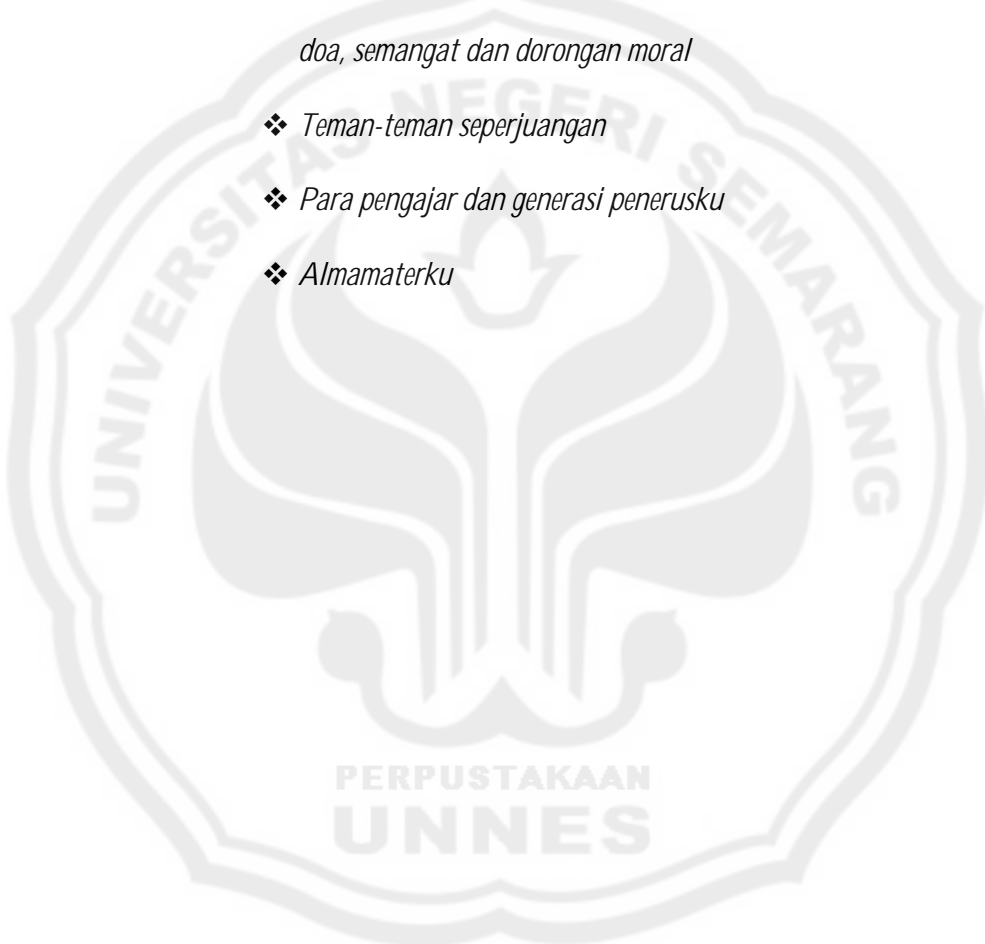 doa, semangat dan dorongan moral
❖ Teman-teman seperjuangan
❖ Para pengajar dan generasi penerusku
❖ Almamaterku
UNIVERSITAS NEGERI SEMARANG
PERPUSTAKAAN
UNNES